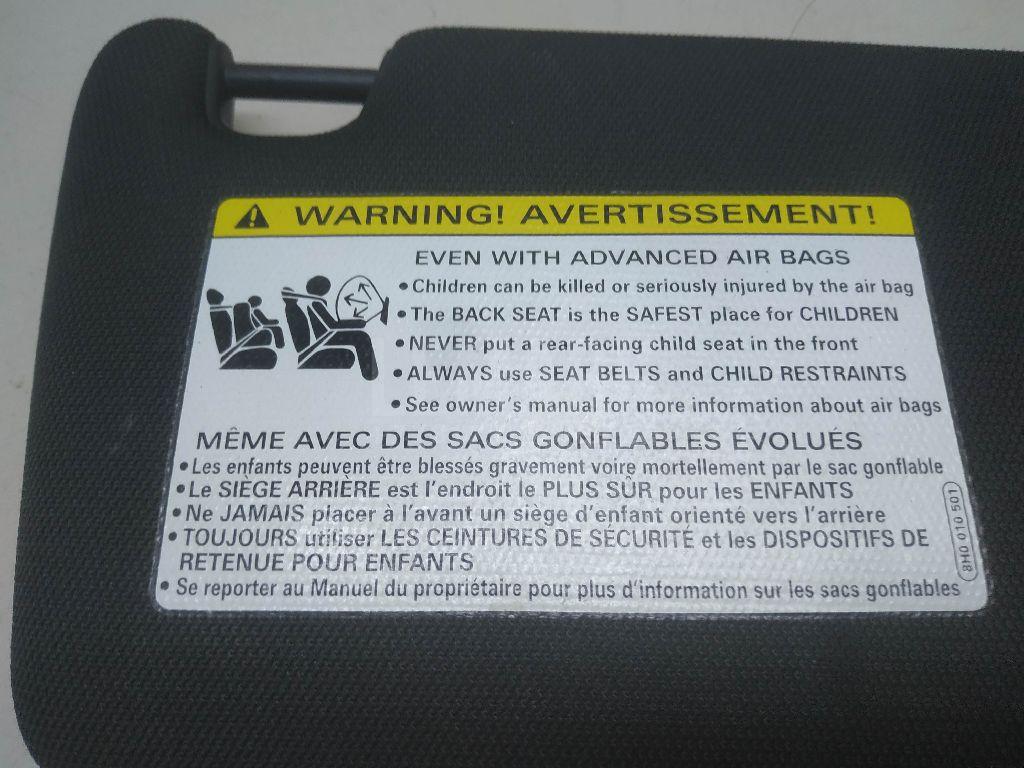 WARNING! AVERTISSEMENT!
EVEN WITH ADVANCED AIR BAGS
• Children can be killed or seriously injured by the air bag
• The BACK SEAT is the SAFEST place for CHILDREN
• NEVER put a rear-facing child seat in the front
• ALWAYS use SEAT BELTS and CHILD RESTRAINTS
• See owner's manual for more information about air bags
MÊME AVEC DES SACS GONFLABLES ÉVOLUÉS
• Les enfants peuvent être blessés gravement voire mortellement par le sac gonflable
• Le SIÈGE ARRIÈRE est l'endroit le PLUS SÛR pour les ENFANTS
• Ne JAMAIS placer à l'avant un siège d'enfant orienté vers l'arrière
• TOUJOURS utiliser LES CEINTURES DE SÉCURITÉ et les DISPOSITIFS DE
RETENUE POUR ENFANTS
• Se reporter au Manuel du propriétaire pour plus d'information sur les sacs gonflables
8H0 010 501